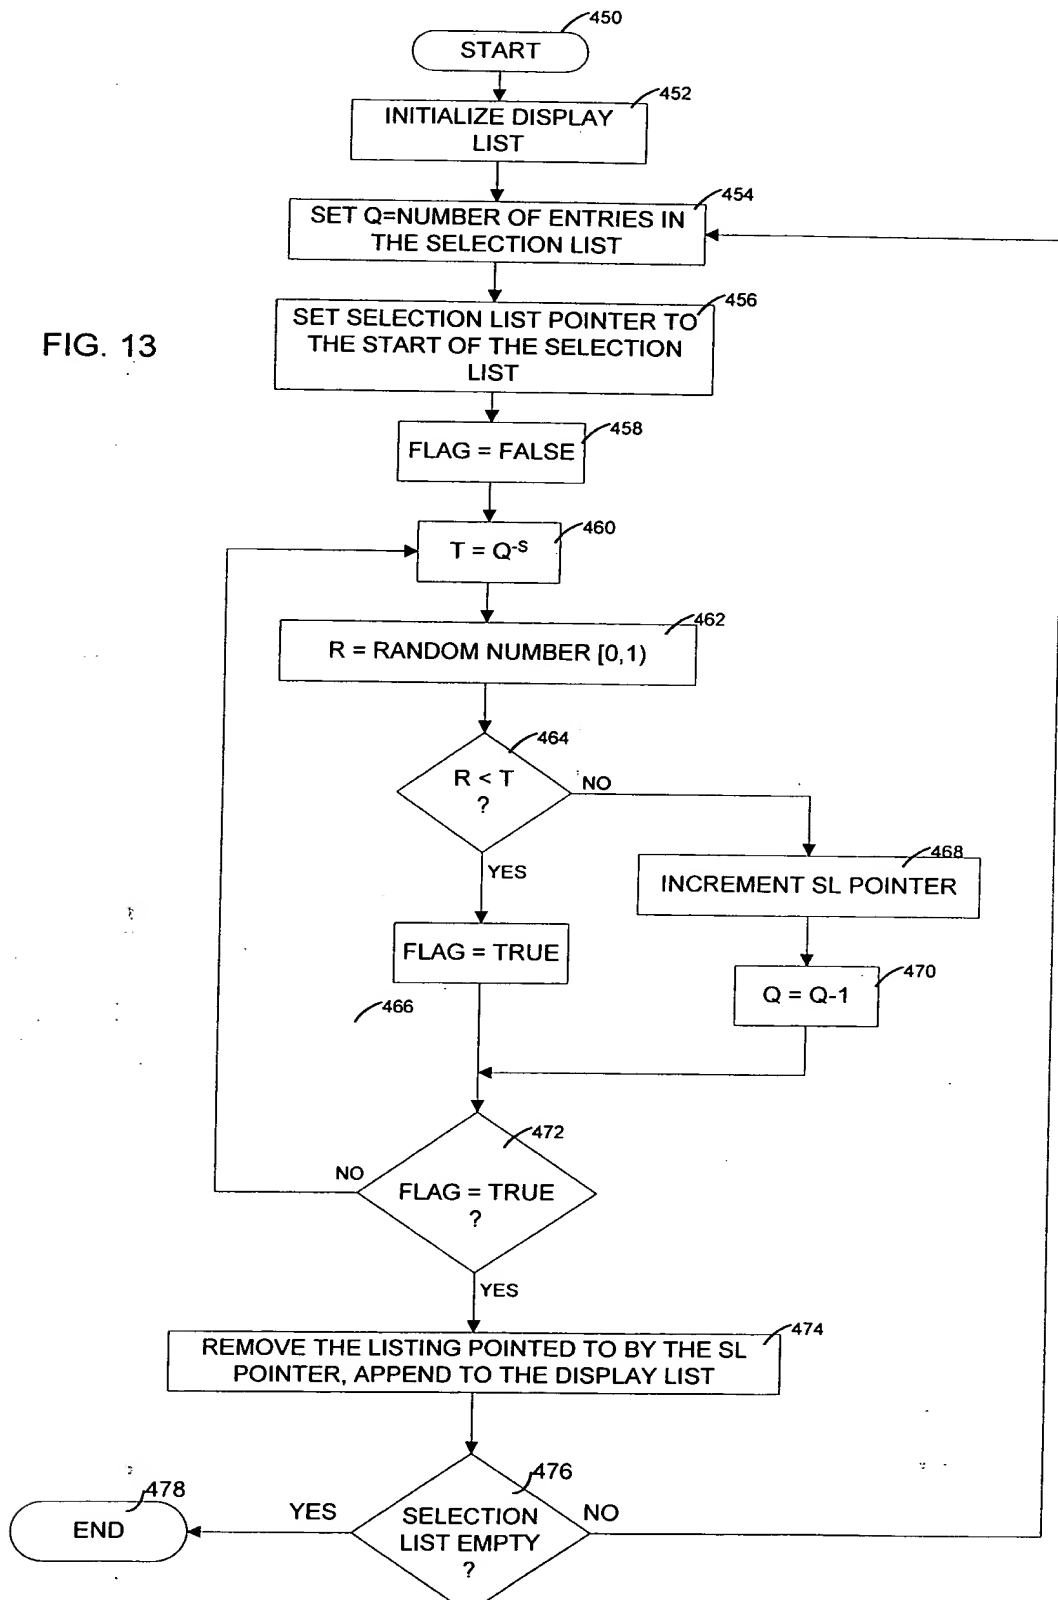 450
START
452
INITIALIZE DISPLAY
LIST
454
SET Q=NUMBER OF ENTRIES IN
THE SELECTION LIST
456
SET SELECTION LIST POINTER TO
THE START OF THE SELECTION
LIST
FIG. 13
458
FLAG = FALSE
460
T = Q-S
462
R = RANDOM NUMBER [0,1)
464
R < T
?
NO
YES
468
INCREMENT SL POINTER
FLAG = TRUE
466
470
Q = Q-1
472
NO
FLAG = TRUE
?
YES
474
REMOVE THE LISTING POINTED TO BY THE SL
POINTER, APPEND TO THE DISPLAY LIST
476
SELECTION
LIST EMPTY
?
YES
NO
478
END